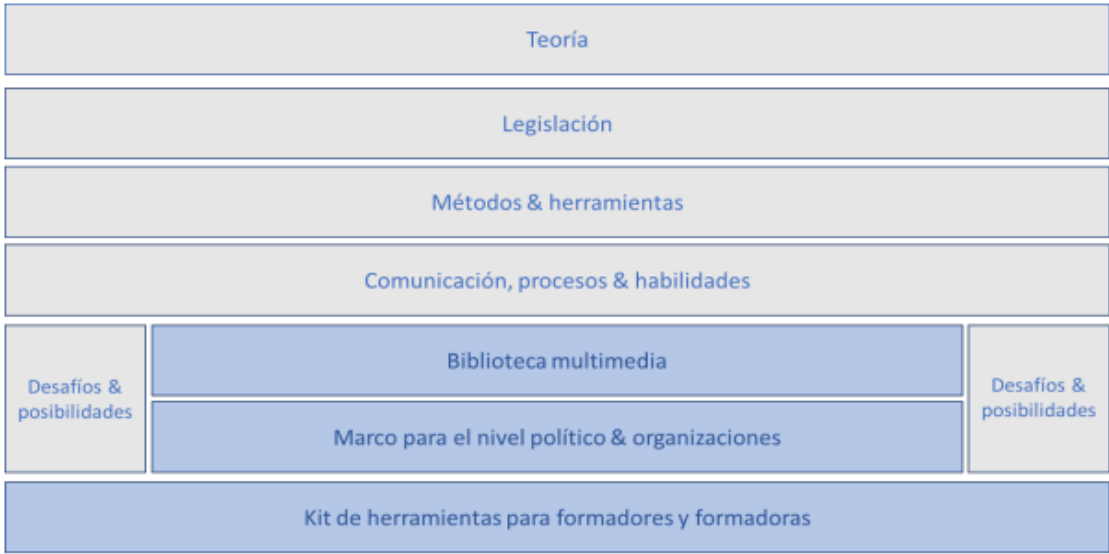 Teoría
Legislación
Métodos & herramientas
Comunicación, procesos & habilidades
Desafíos &
posibilidades
Biblioteca multimedia
Marco para el nivel político & organizaciones
Desafíos &
posibilidades
Kit de herramientas para formadores y formadoras